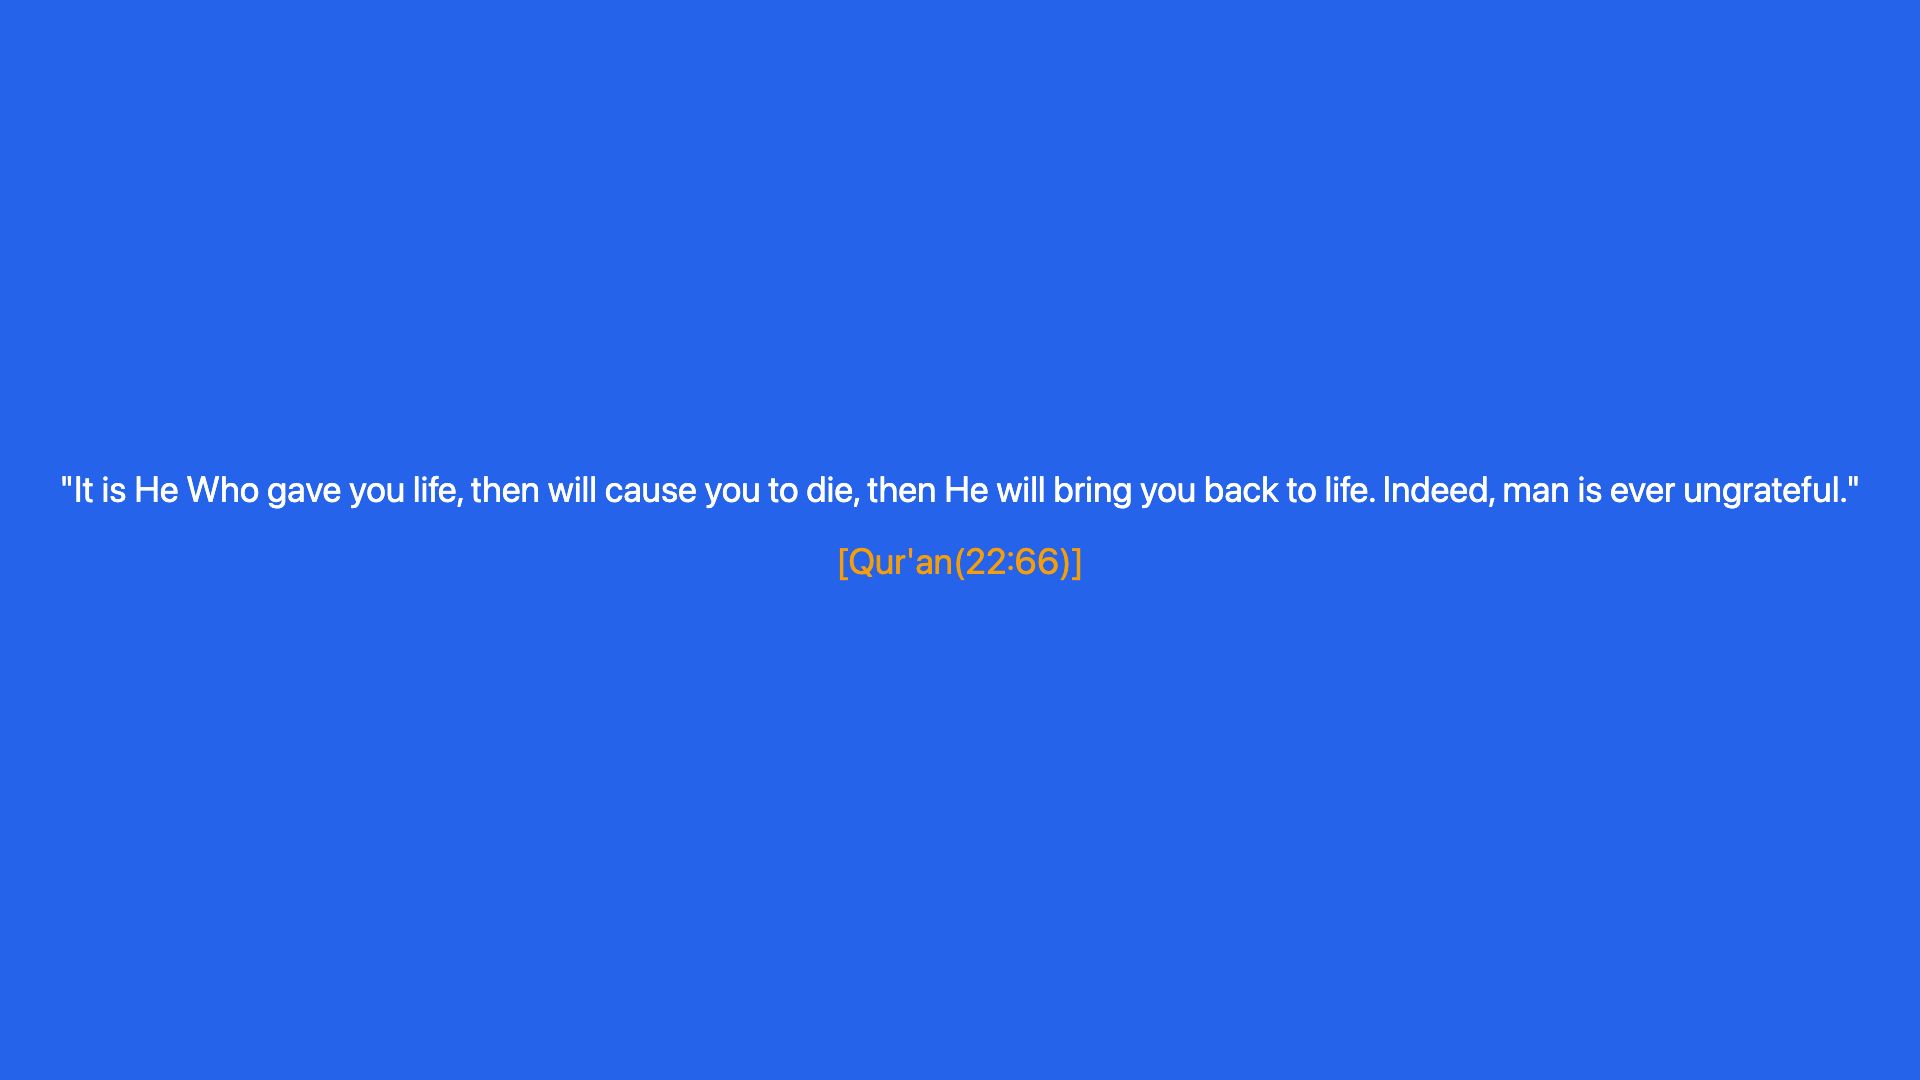 "It is He Who gave you life, then will cause you to die, then He will bring you back to life. Indeed, man is ever ungrateful."
[Qur'an(22:66)]